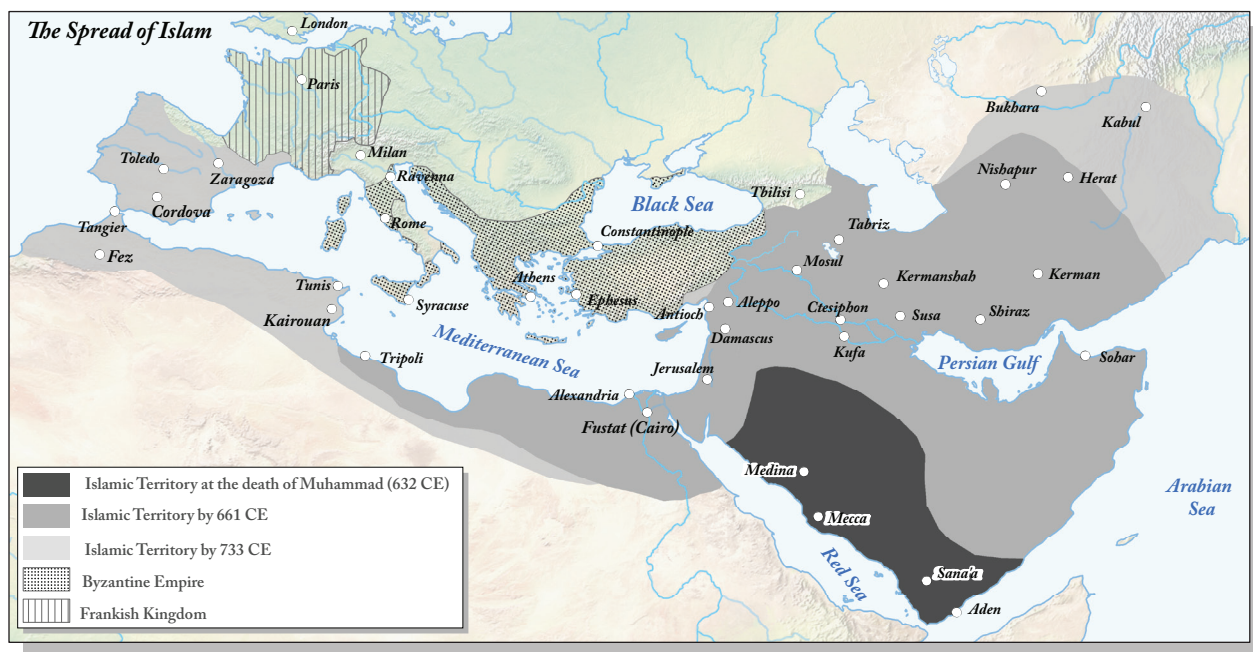 The Spread of Islam
London
Paris
Bukhara
Kabul
Milan
Toledo
Zaragoza
Ravenna
Nishapur
Herat
Tbilisi
Black Sea
Cordova
Tangier
Rome
Tabriz
Constantinople
Fez
Mosul
Kermanshah
Kerman
Athens
Tunis
Ephesus
Aleppo
Syracuse
Antioch
Ctesiphon
Susa
Shiraz
Kairouan
Mediterranean Sea
Damascus
Kufa
Tripoli
Jerusalem
Persian Gulf
Sohar
Alexandria
Fustat (Cairo)
Medina
Arabian
Sea
Mecca
Red Sea
Sana'a
Aden
Islamic Territory at the death of Muhammad (632 CE)
Islamic Territory by 661 CE
Islamic Territory by 733 CE
Byzantine Empire
Frankish Kingdom